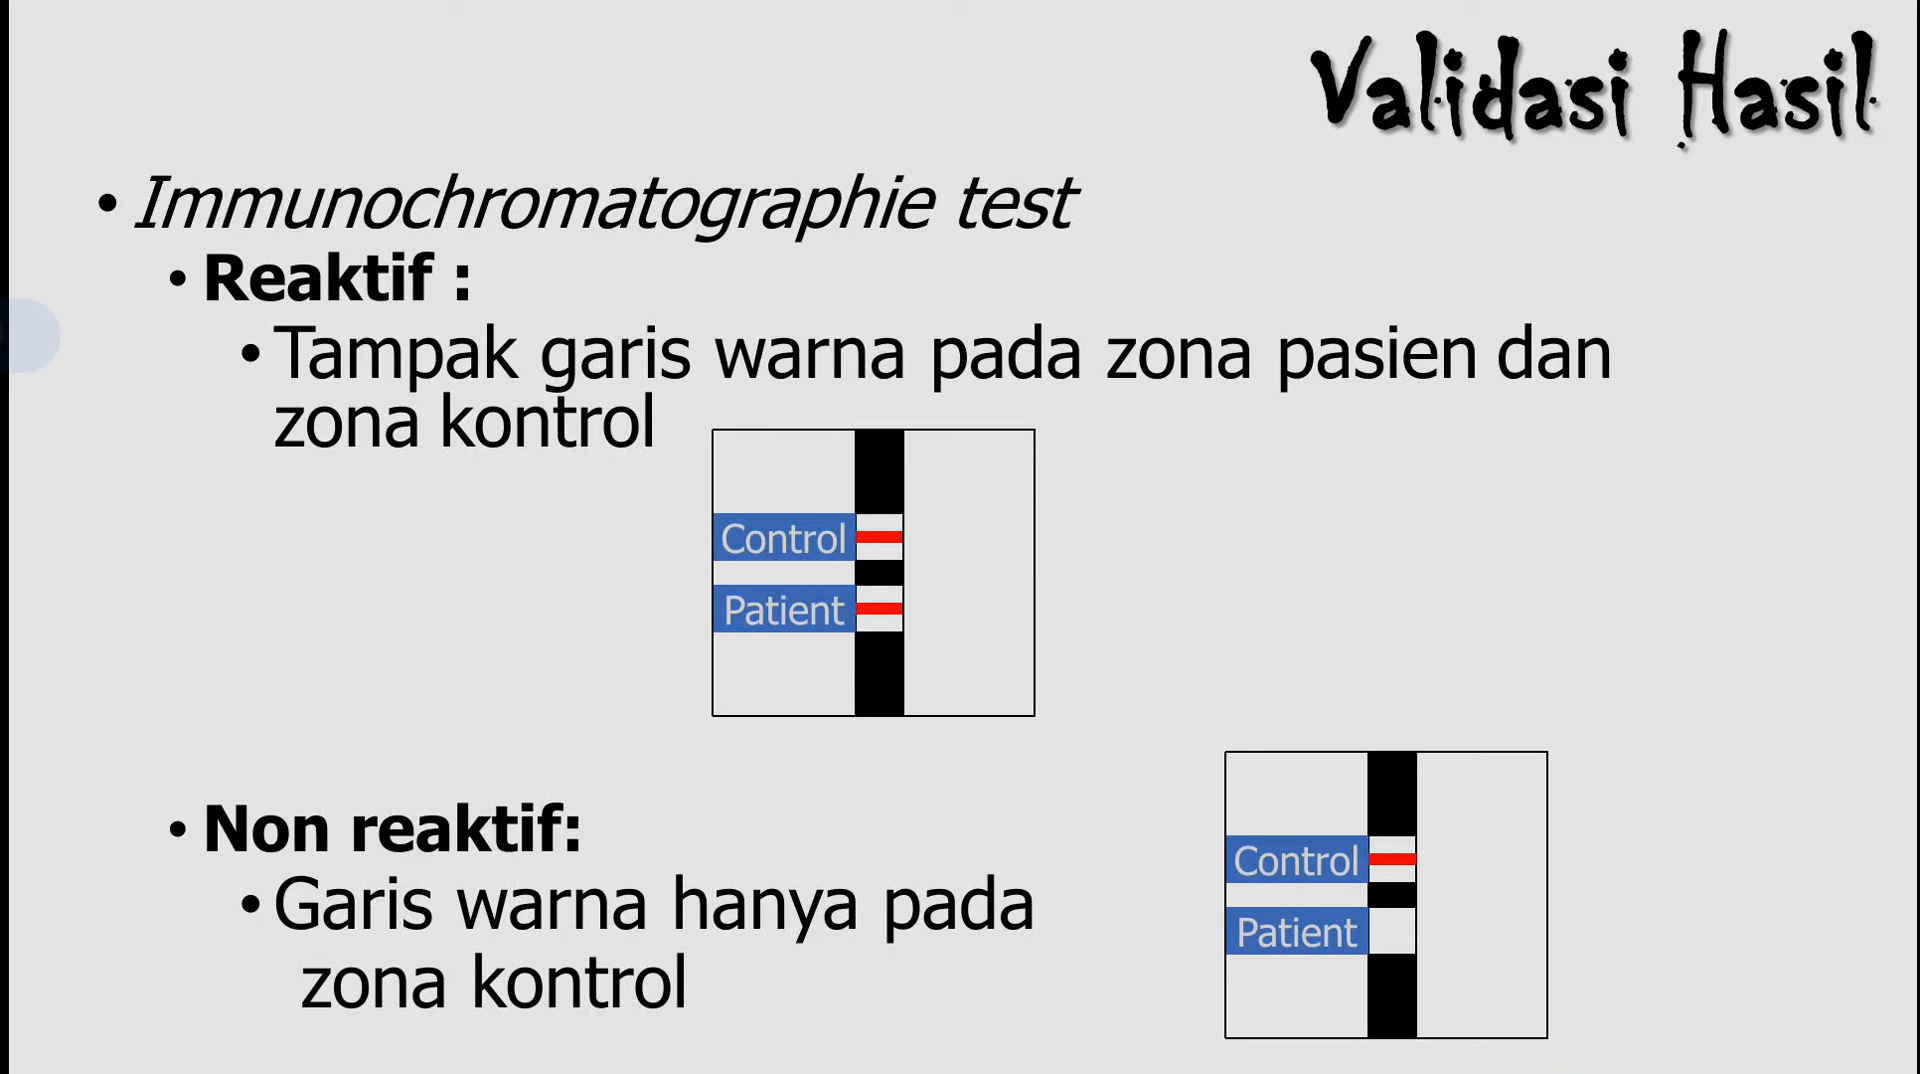 Validasi Hasil
• Immunochromatographie test
• Reaktif :
• Tampak garis warna pada zona pasien dan
zona kontrol
Control
Patient
• Non reaktif:
• Garis warna hanya pada
zona kontrol
Control
Patient